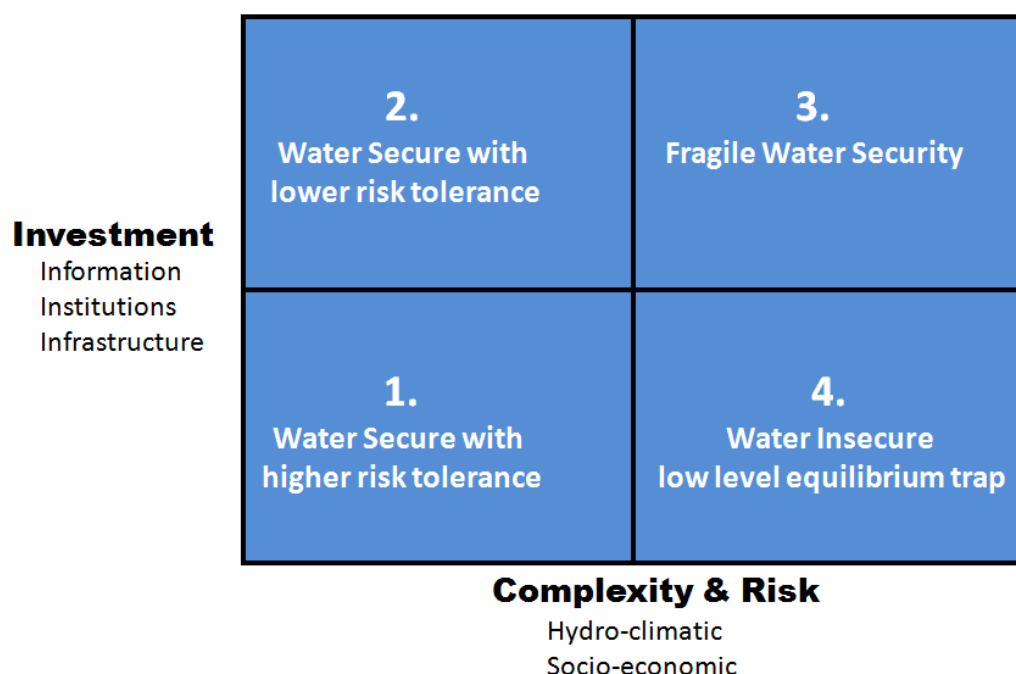 2.
Water Secure with
lower risk tolerance
3.
Fragile Water Security
Investment
Information
Institutions
Infrastructure
1.
Water Secure with
higher risk tolerance
4.
Water Insecure
low level equilibrium trap
Complexity & Risk
Hydro-climatic
Socio-economic